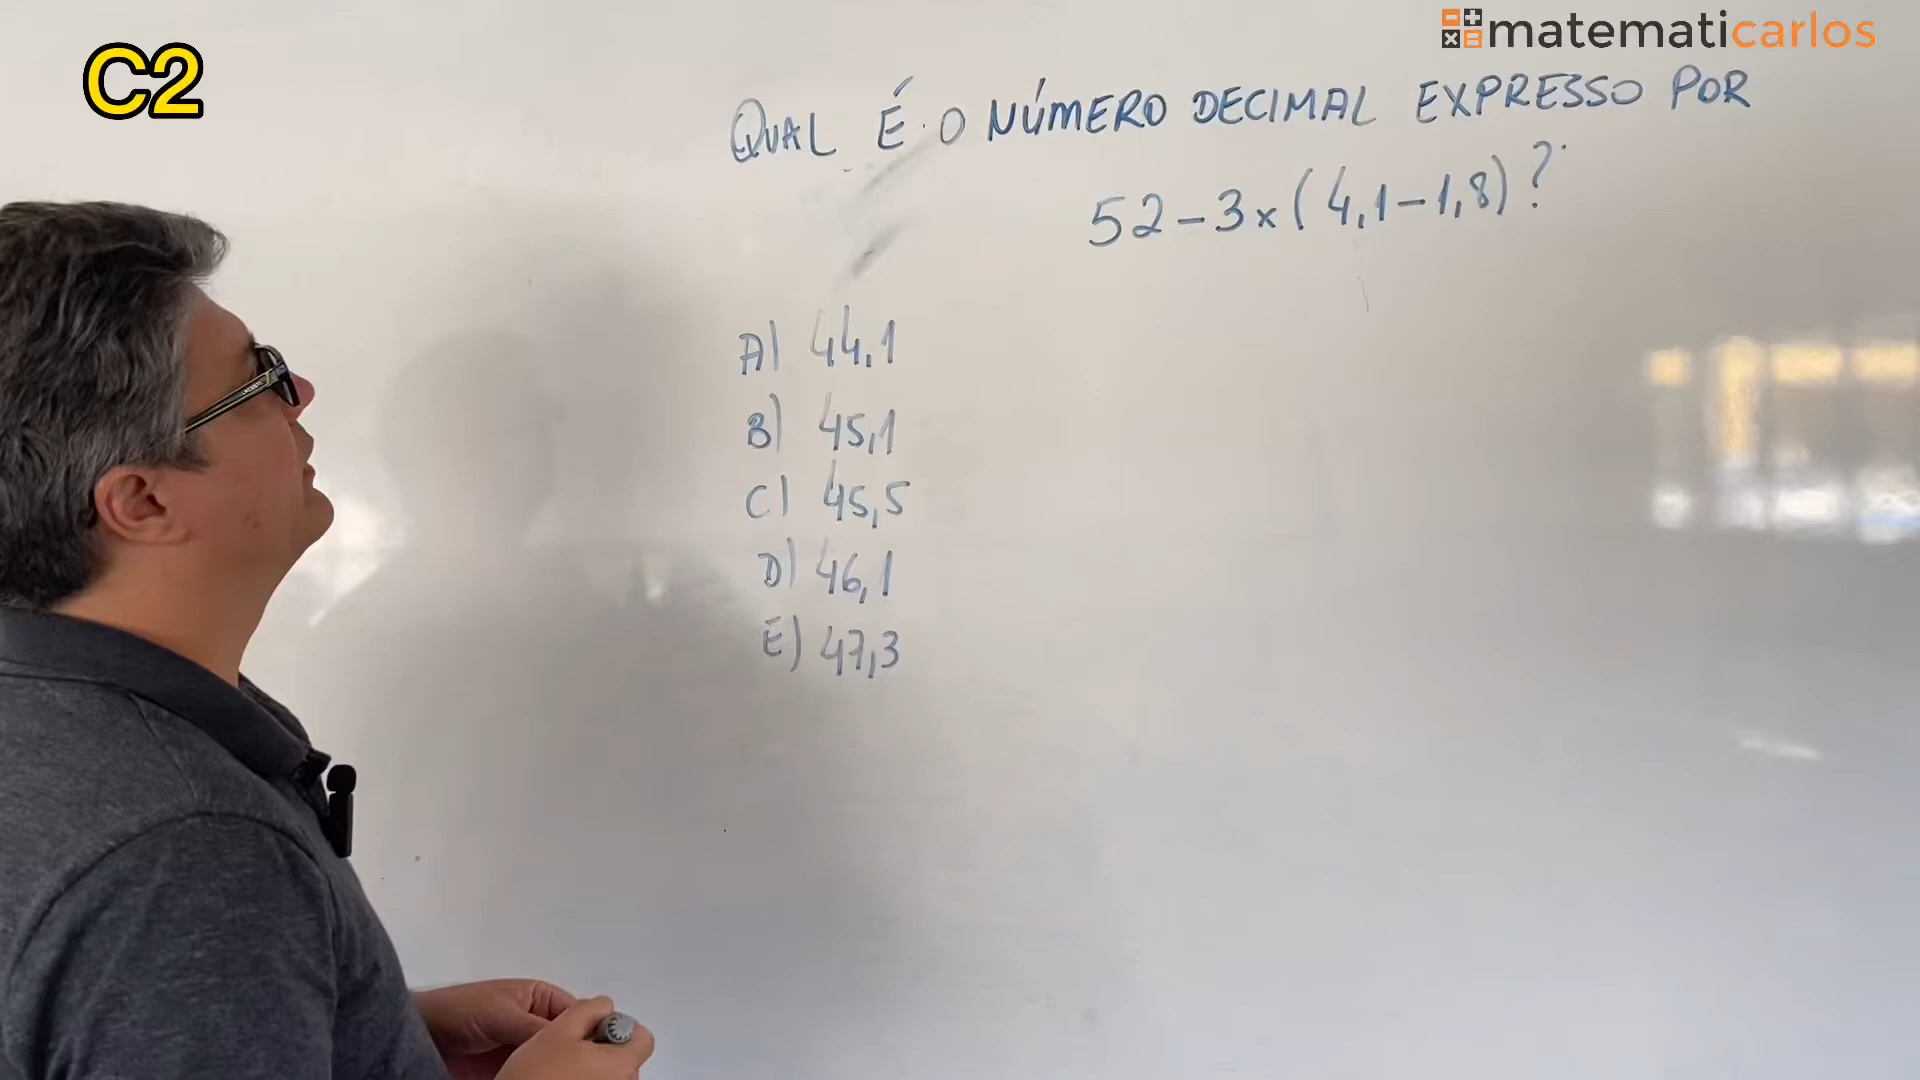 C2
matematicarlos
QUAL É O NÚMERO DECIMAL EXPRESSO POR
52-3×(4,1-1,8)?
A) 44,1
B) 45,1
C) 45,5
D) 46,1
E) 47,3